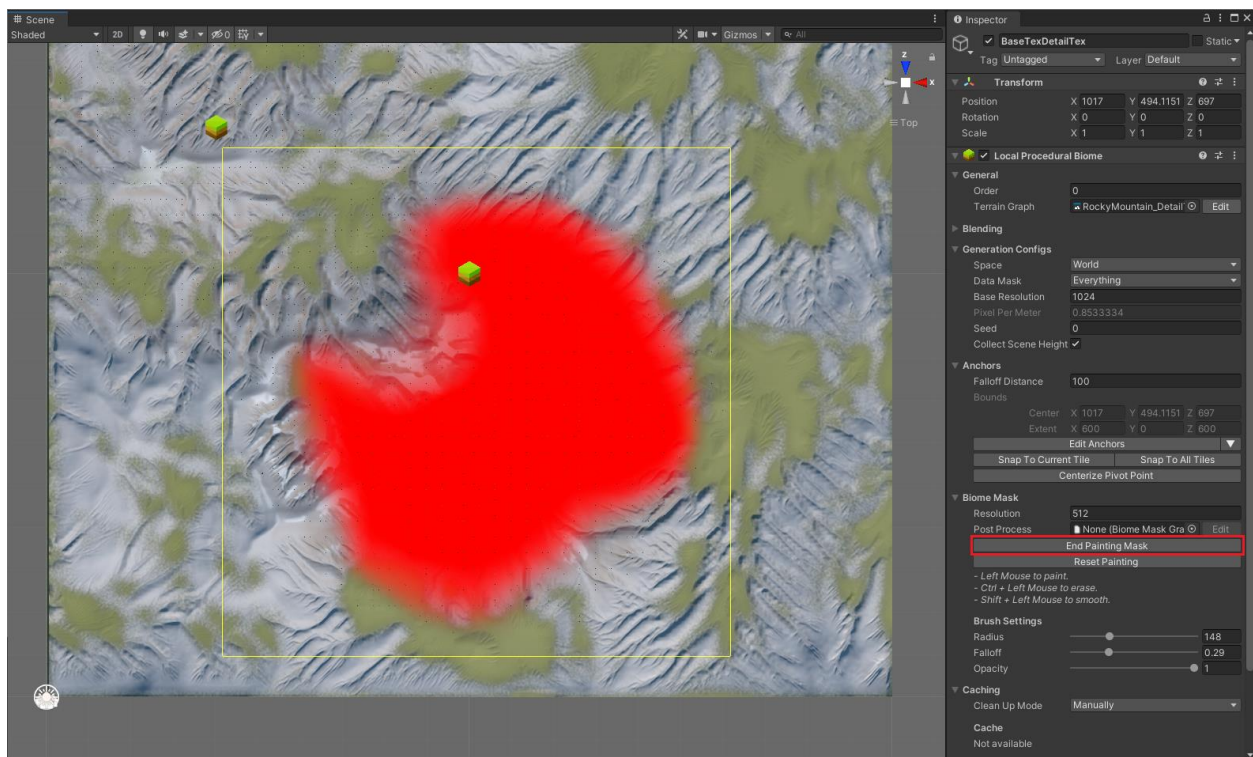 Scene
Shaded 2D 0 Gizmos All
z
x
Top
Inspector
BaseTexDetailTex Static
Tag Untagged Layer Default
Transform
Position X 1017 Y 494.1151 Z 697
Rotation X 0 Y 0 Z 0
Scale X 1 Y 1 Z 1
Local Procedural Biome
General
Order 0
Terrain Graph RockyMountain_Detail Edit
Blending
Generation Configs
Space World
Data Mask Everything
Base Resolution 1024
Pixel Per Meter 0.8533334
Seed 0
Collect Scene Height
Anchors
Falloff Distance 100
Bounds
Center X 1017 Y 494.1151 Z 697
Extent X 600 Y 0 Z 600
Edit Anchors
Snap To Current Tile Snap To All Tiles
Centerize Pivot Point
Biome Mask
Resolution 512
Post Process None (Biome Mask Gra Edit
End Painting Mask
Reset Painting
- Left Mouse to paint.
- Ctrl + Left Mouse to erase.
- Shift + Left Mouse to smooth.
Brush Settings
Radius 148
Falloff 0.29
Opacity 1
Caching
Clean Up Mode Manually
Cache
Not available